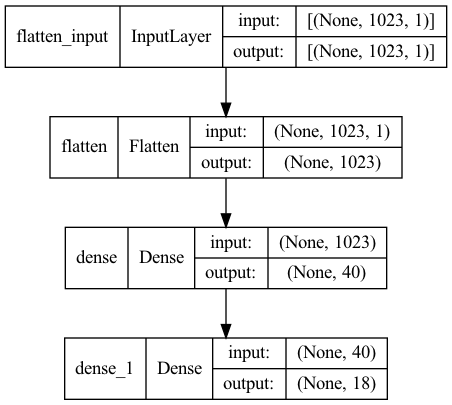 flatten_input InputLayer input: [(None, 1023, 1)]
output: [(None, 1023, 1)]
flatten Flatten input: (None, 1023, 1)
output: (None, 1023)
dense Dense input: (None, 1023)
output: (None, 40)
dense_1 Dense input: (None, 40)
output: (None, 18)